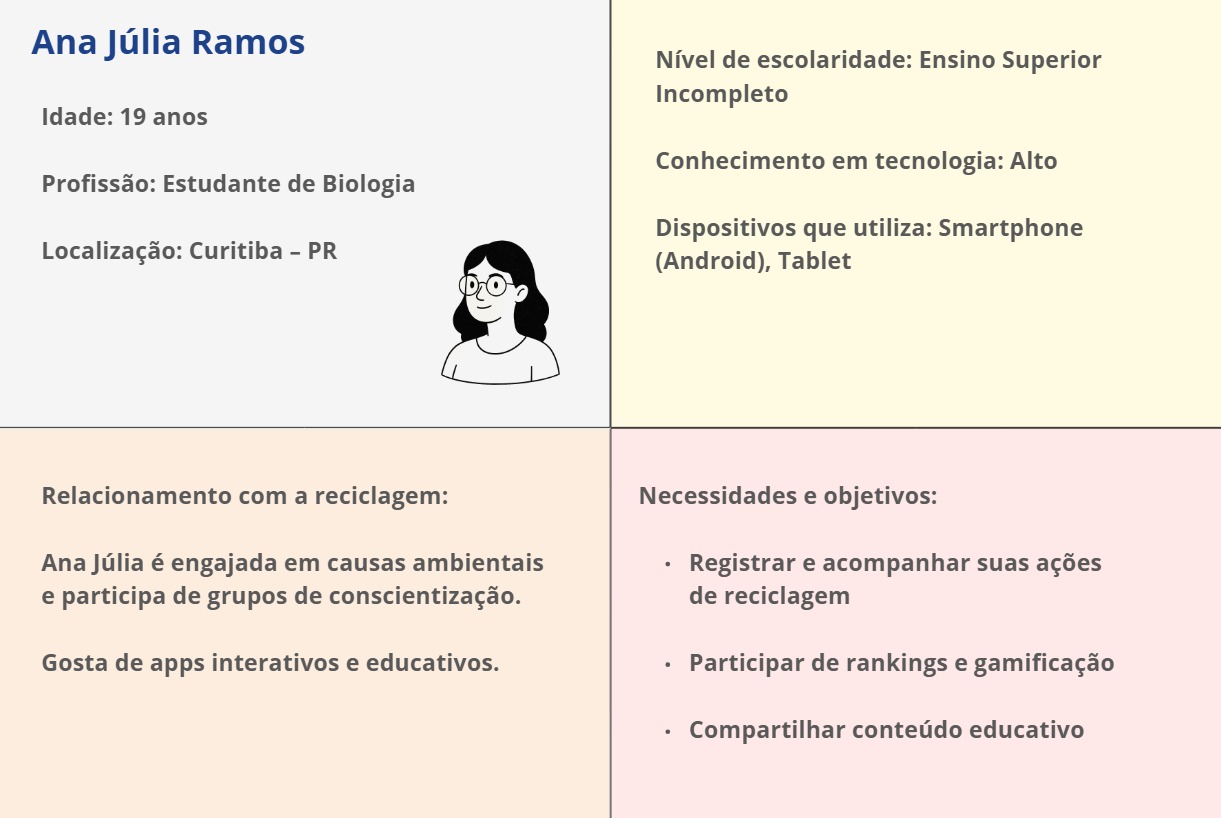 Ana Júlia Ramos
Idade: 19 anos
Profissão: Estudante de Biologia
Localização: Curitiba – PR
Nível de escolaridade: Ensino Superior
Incompleto
Conhecimento em tecnologia: Alto
Dispositivos que utiliza: Smartphone
(Android), Tablet
Relacionamento com a reciclagem:
Ana Júlia é engajada em causas ambientais
e participa de grupos de conscientização.
Gosta de apps interativos e educativos.
Necessidades e objetivos:
• Registrar e acompanhar suas ações
de reciclagem
• Participar de rankings e gamificação
• Compartilhar conteúdo educativo